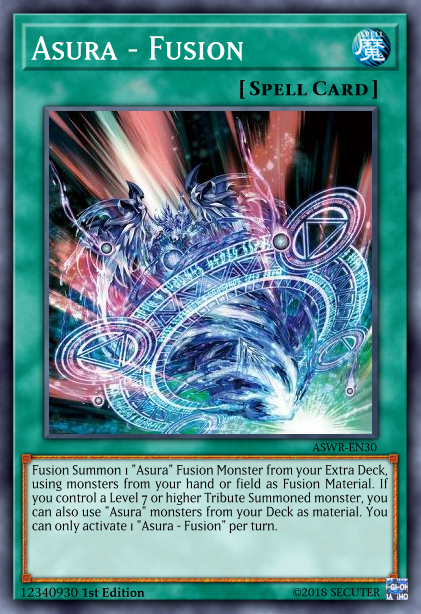 Asura - Fusion
魔
[ Spell Card ]
ASWR-EN30
Fusion Summon 1 "Asura" Fusion Monster from your Extra Deck,
using monsters from your hand or field as Fusion Material. If
you control a Level 7 or higher Tribute Summoned monster, you
can also use "Asura" monsters from your Deck as material. You
can only activate 1 "Asura - Fusion" per turn.
12340930 1st Edition
©2018 SECUTER